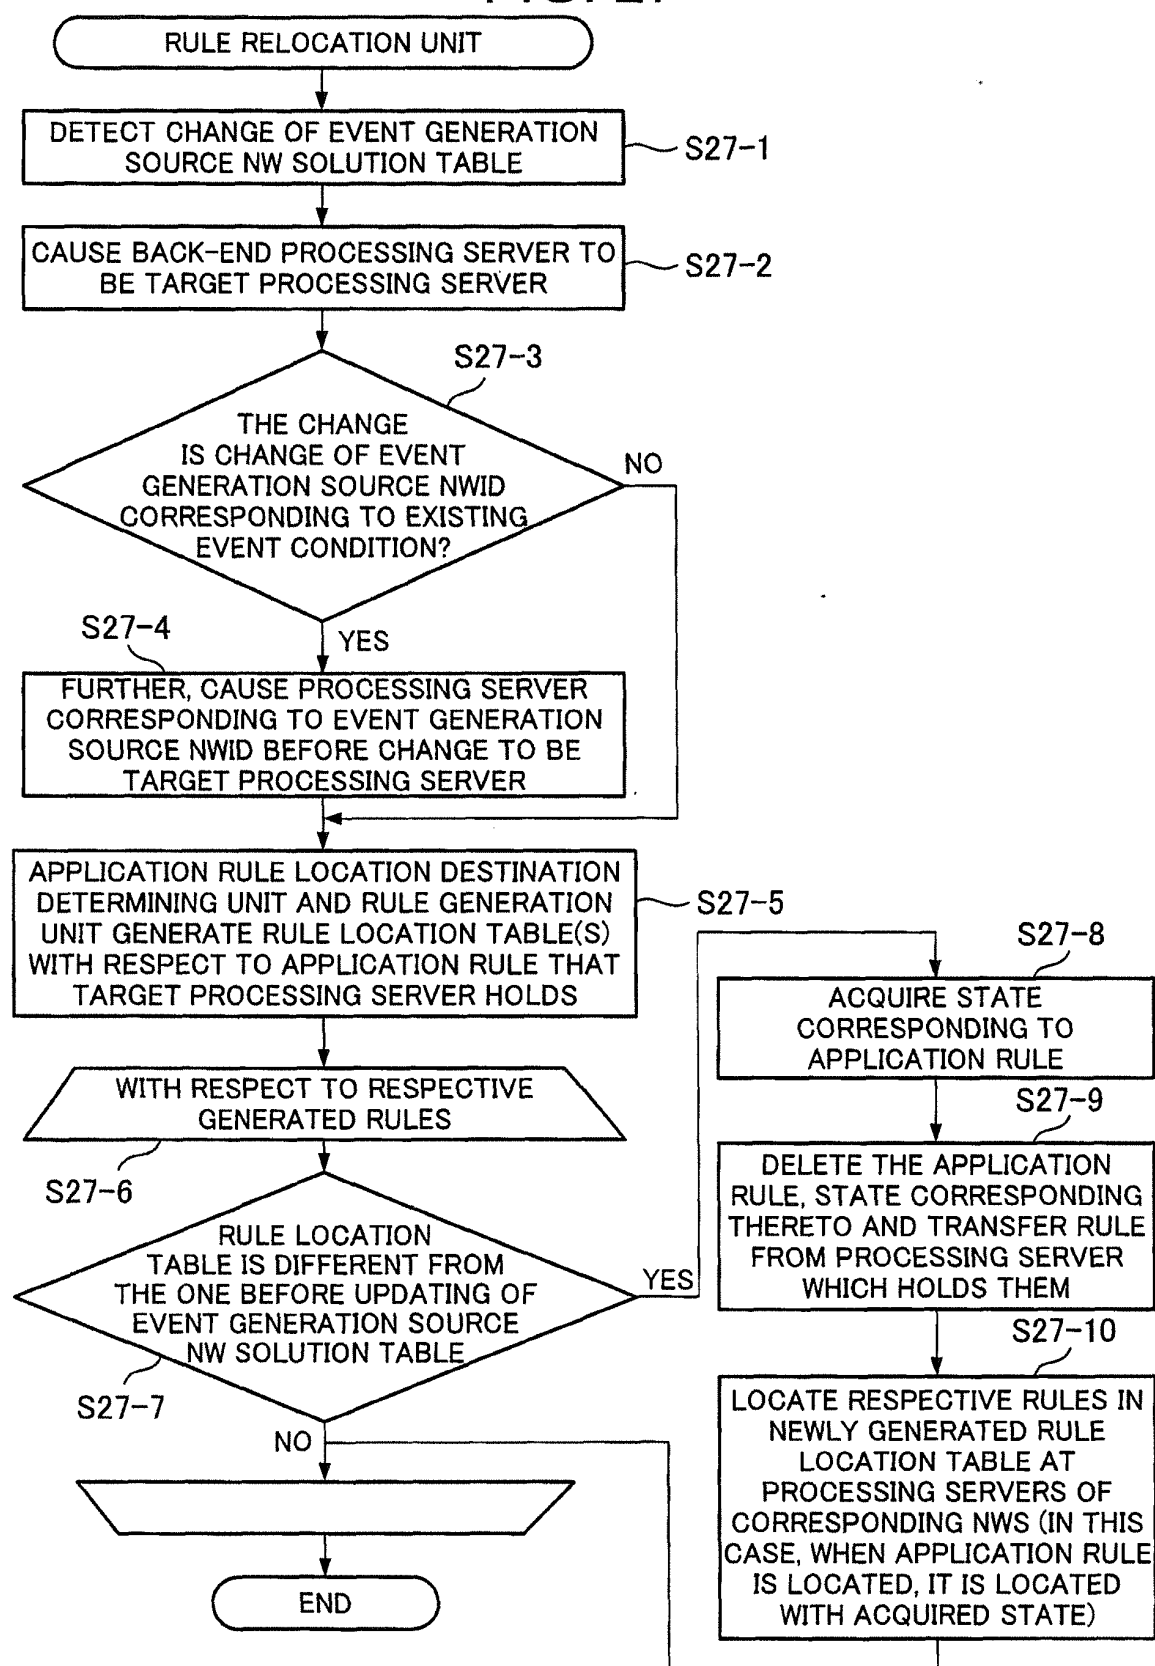 RULE RELOCATION UNIT
DETECT CHANGE OF EVENT GENERATION
SOURCE NW SOLUTION TABLE
S27-1
CAUSE BACK-END PROCESSING SERVER TO
BE TARGET PROCESSING SERVER
S27-2
S27-3
THE CHANGE
IS CHANGE OF EVENT
GENERATION SOURCE NWID
CORRESPONDING TO EXISTING
EVENT CONDITION?
NO
YES
S27-4
FURTHER, CAUSE PROCESSING SERVER
CORRESPONDING TO EVENT GENERATION
SOURCE NWID BEFORE CHANGE TO BE
TARGET PROCESSING SERVER
APPLICATION RULE LOCATION DESTINATION
DETERMINING UNIT AND RULE GENERATION
UNIT GENERATE RULE LOCATION TABLE(S)
WITH RESPECT TO APPLICATION RULE THAT
TARGET PROCESSING SERVER HOLDS
S27-5
WITH RESPECT TO RESPECTIVE
GENERATED RULES
S27-6
RULE LOCATION
TABLE IS DIFFERENT FROM
THE ONE BEFORE UPDATING OF
EVENT GENERATION SOURCE
NW SOLUTION TABLE
YES
S27-7
NO
END
S27-8
ACQUIRE STATE
CORRESPONDING TO
APPLICATION RULE
S27-9
DELETE THE APPLICATION
RULE, STATE CORRESPONDING
THERETO AND TRANSFER RULE
FROM PROCESSING SERVER
WHICH HOLDS THEM
S27-10
LOCATE RESPECTIVE RULES IN
NEWLY GENERATED RULE
LOCATION TABLE AT
PROCESSING SERVERS OF
CORRESPONDING NWS (IN THIS
CASE, WHEN APPLICATION RULE
IS LOCATED, IT IS LOCATED
WITH ACQUIRED STATE)